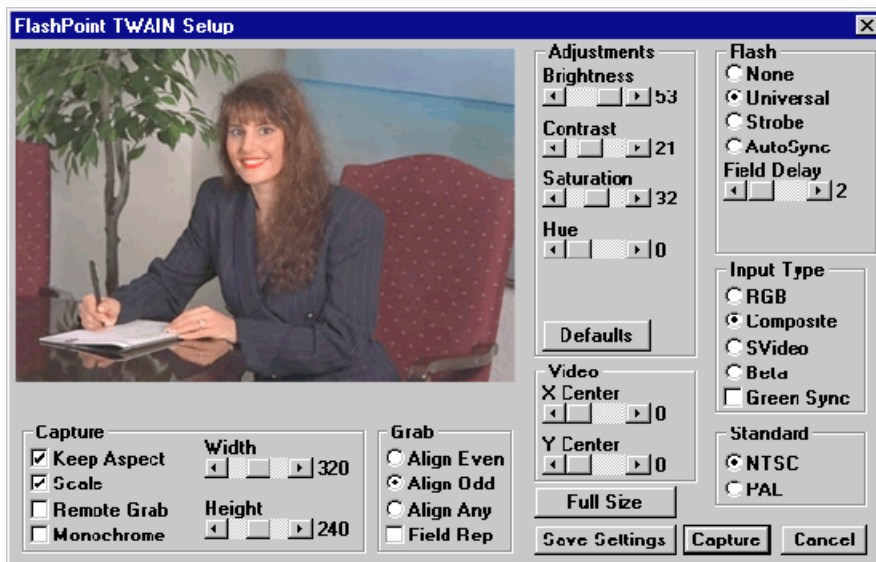 FlashPoint TWAIN Setup
Adjustments
Brightness
53
Contrast
21
Saturation
32
Hue
0
Defaults
Flash
None
Universal
Strobe
AutoSync
Field Delay
2
Input Type
RGB
Composite
SVideo
Beta
Green Sync
Video
X Center
0
Y Center
0
Standard
NTSC
PAL
Capture
Keep Aspect
Scale
Remote Grab
Monochrome
Width
320
Height
240
Grab
Align Even
Align Odd
Align Any
Field Rep
Full Size
Save Settings
Capture
Cancel